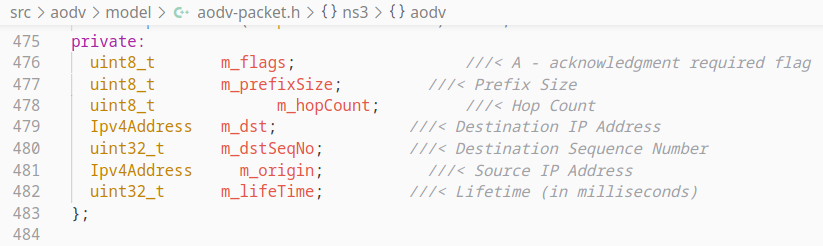 src > aodv > model > aodv-packet.h > {} ns3 > {} aodv
475 private:
476 uint8_t m_flags; ///< A - acknowledgment required flag
477 uint8_t m_prefixSize; ///< Prefix Size
478 uint8_t m_hopCount; ///< Hop Count
479 Ipv4Address m_dst; ///< Destination IP Address
480 uint32_t m_dstSeqNo; ///< Destination Sequence Number
481 Ipv4Address m_origin; ///< Source IP Address
482 uint32_t m_lifeTime; ///< Lifetime (in milliseconds)
483 };
484